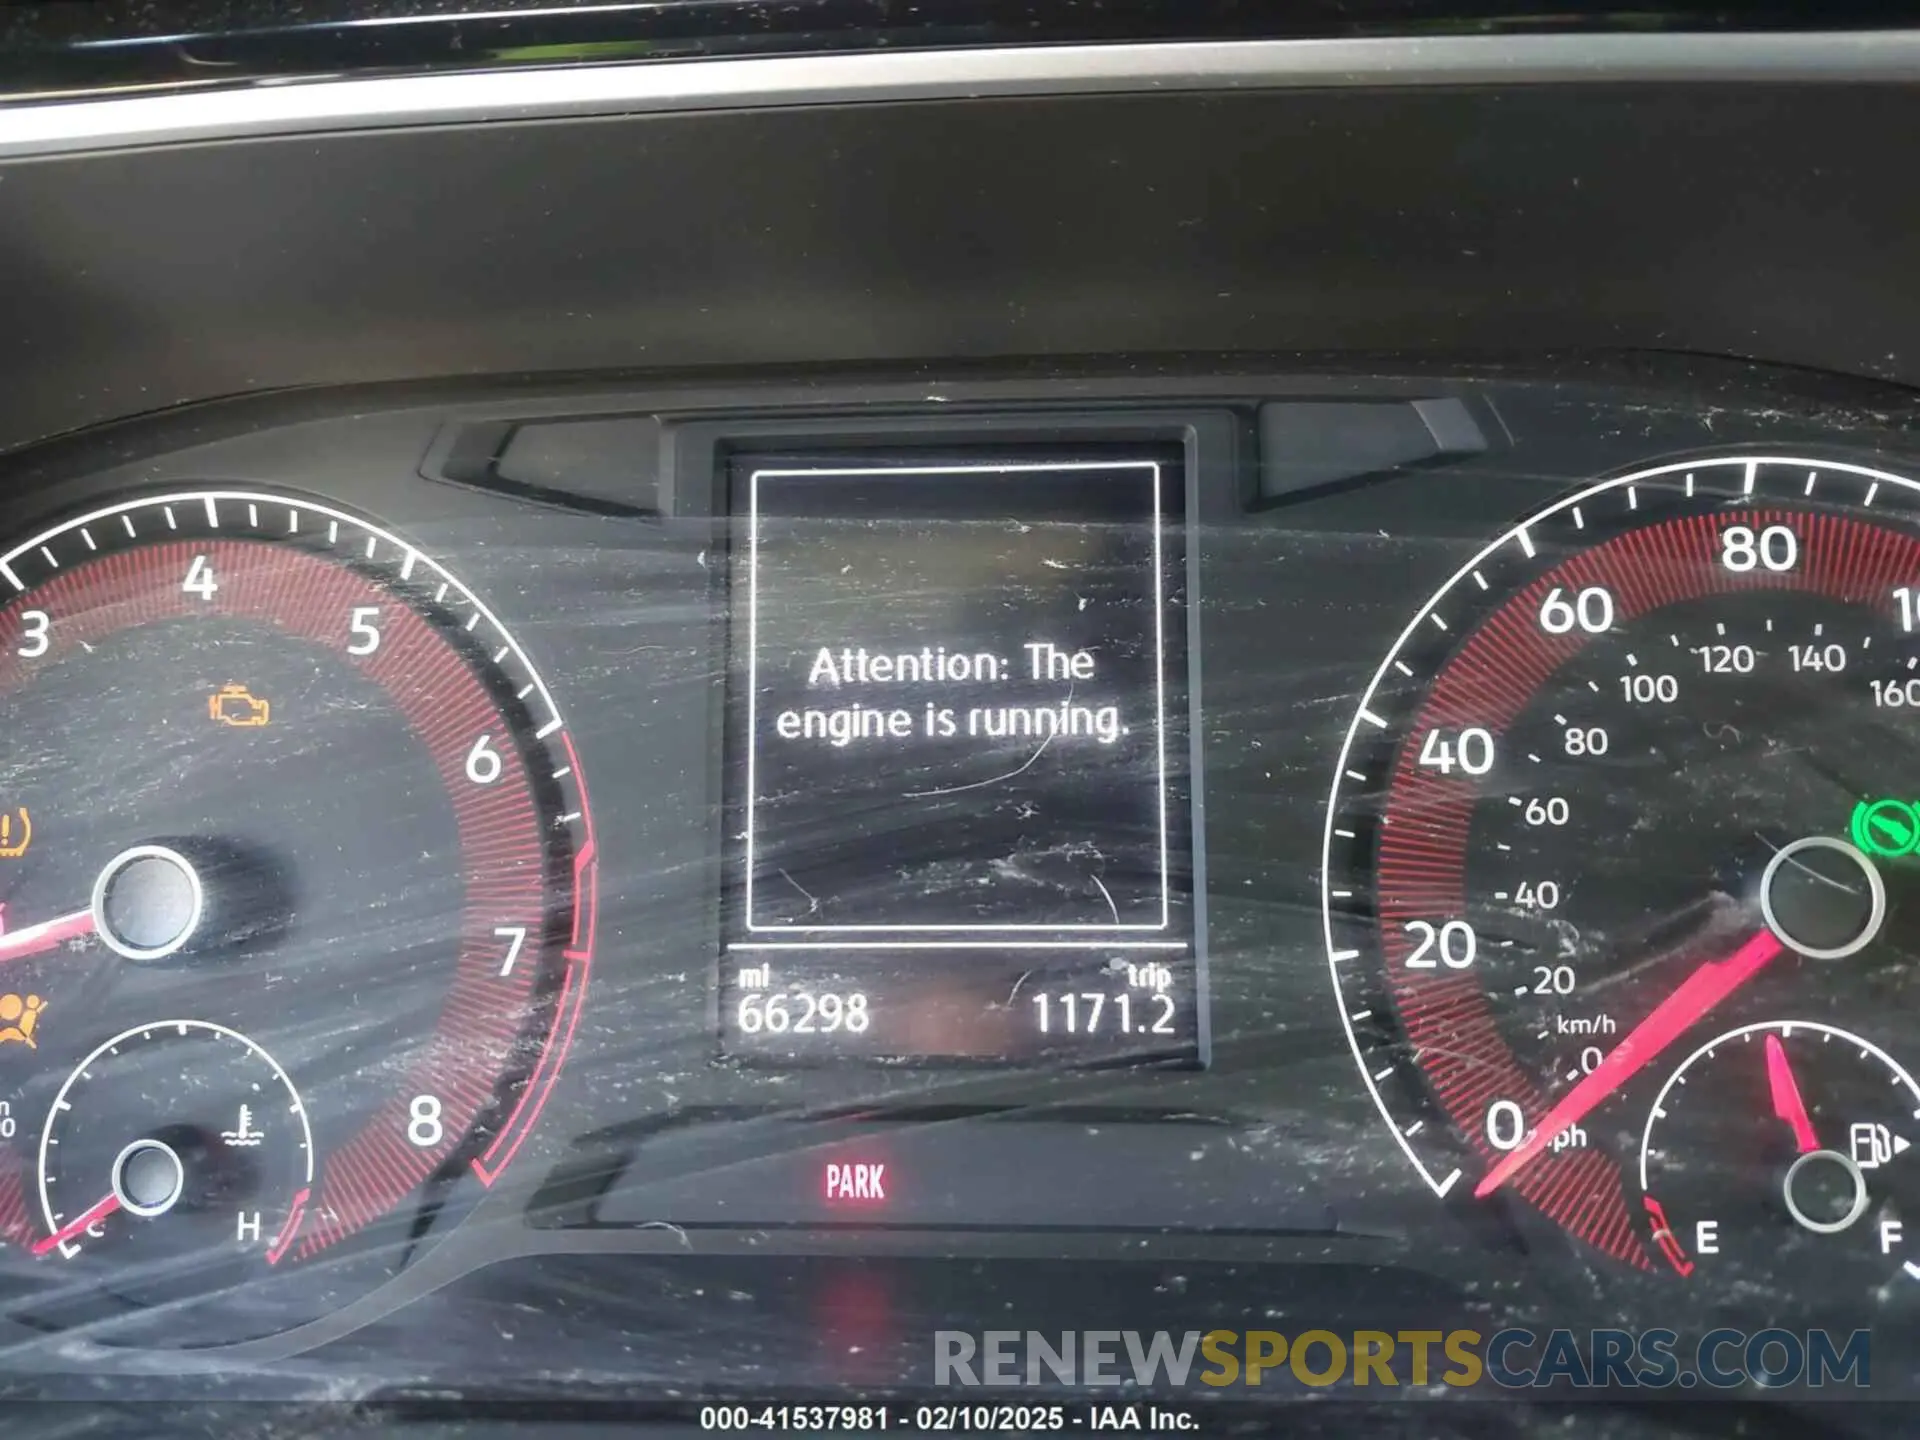 3
4
5
6
7
8
C
H
Attention: The
engine is running.
mi
66298
trip
1171.2
PARK
0
20
40
60
80
km/h
0
20
40
60
80
100
120
140
160
E
F
RENEWSPORTSCARS.COM
000-41537981 - 02/10/2025 - IAA Inc.